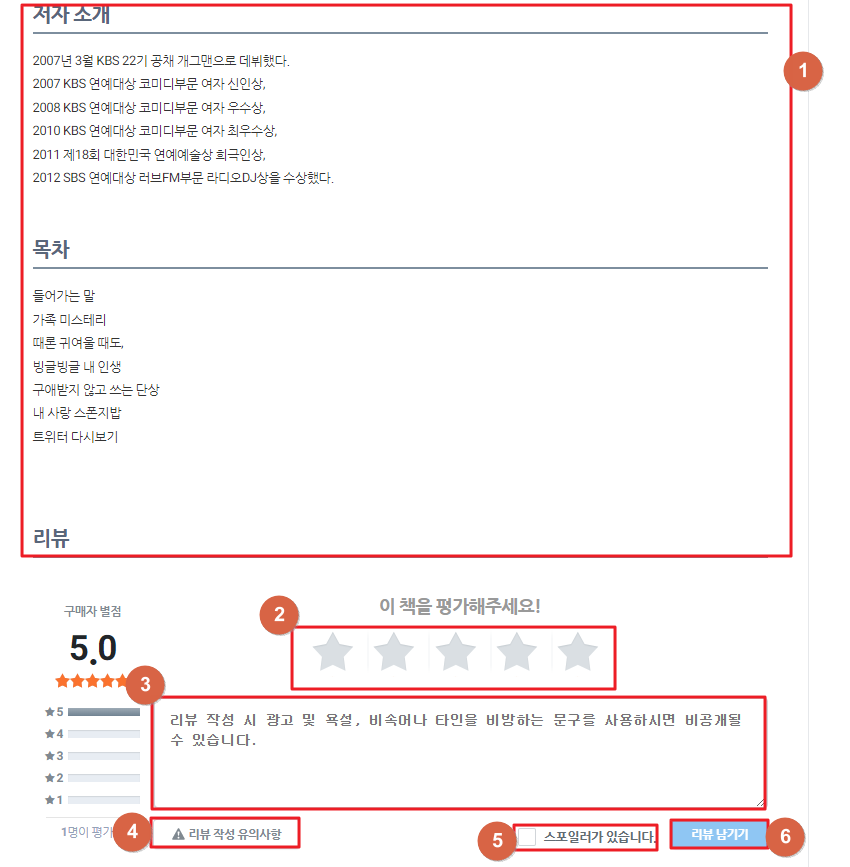 저자 소개
1
2007년 3월 KBS 22기 공채 개그맨으로 데뷔했다.
2007 KBS 연예대상 코미디부문 여자 신인상,
2008 KBS 연예대상 코미디부문 여자 우수상,
2010 KBS 연예대상 코미디부문 여자 최우수상,
2011 제18회 대한민국 연예예술상 희극인상,
2012 SBS 연예대상 러브FM부문 라디오DJ상을 수상했다.
목차
들어가는 말
가족 미스테리
때론 귀여울 때도,
빙글빙글 내 인생
구애받지 않고 쓰는 단상
내 사랑 스폰지밥
트위터 다시보기
리뷰
구매자 별점
5.0
★5
★4
★3
★2
★1
1명이 평가
이 책을 평가해주세요!
2
3
리뷰 작성 시 광고 및 욕설, 비속어나 타인을 비방하는 문구를 사용하시면 비공개될
수 있습니다.
4
리뷰 작성 유의사항
5
스포일러가 있습니다.
리뷰 남기기
6